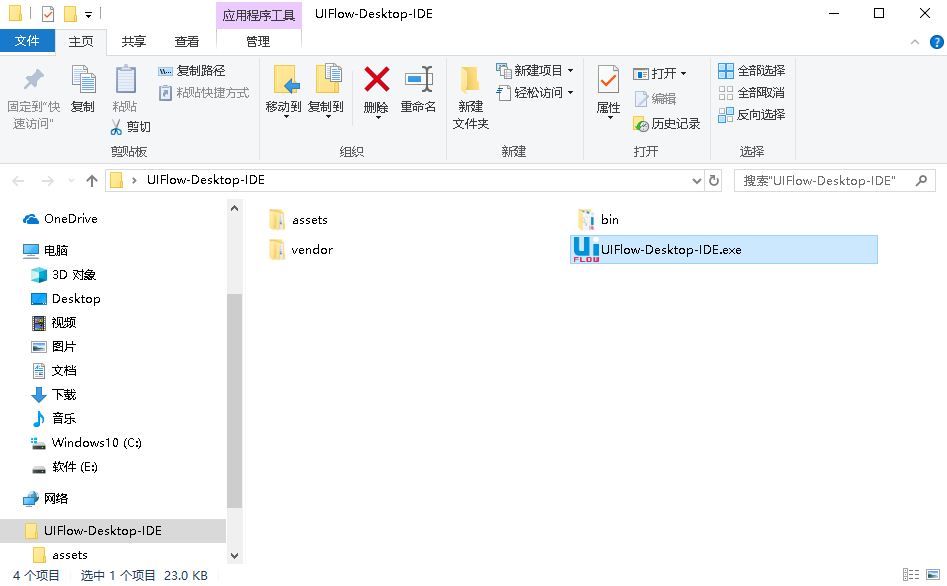 应用程序工具
UIFlow-Desktop-IDE
文件
主页
共享
查看
管理
固定到"快
速访问"
复制
粘贴
复制路径
粘贴快捷方式
剪切
剪贴板
移动到
复制到
删除
重命名
组织
新建
文件夹
新建项目
轻松访问
新建
属性
打开
编辑
历史记录
打开
全部选择
全部取消
反向选择
选择
UIFlow-Desktop-IDE
搜索"UIFlow-Desktop-IDE"
OneDrive
电脑
3D 对象
Desktop
视频
图片
文档
下载
音乐
Windows10 (C:)
软件 (E:)
网络
UIFlow-Desktop-IDE
assets
assets
bin
vendor
Ui
FLOW
UIFlow-Desktop-IDE.exe
4 个项目
选中 1 个项目 23.0 KB